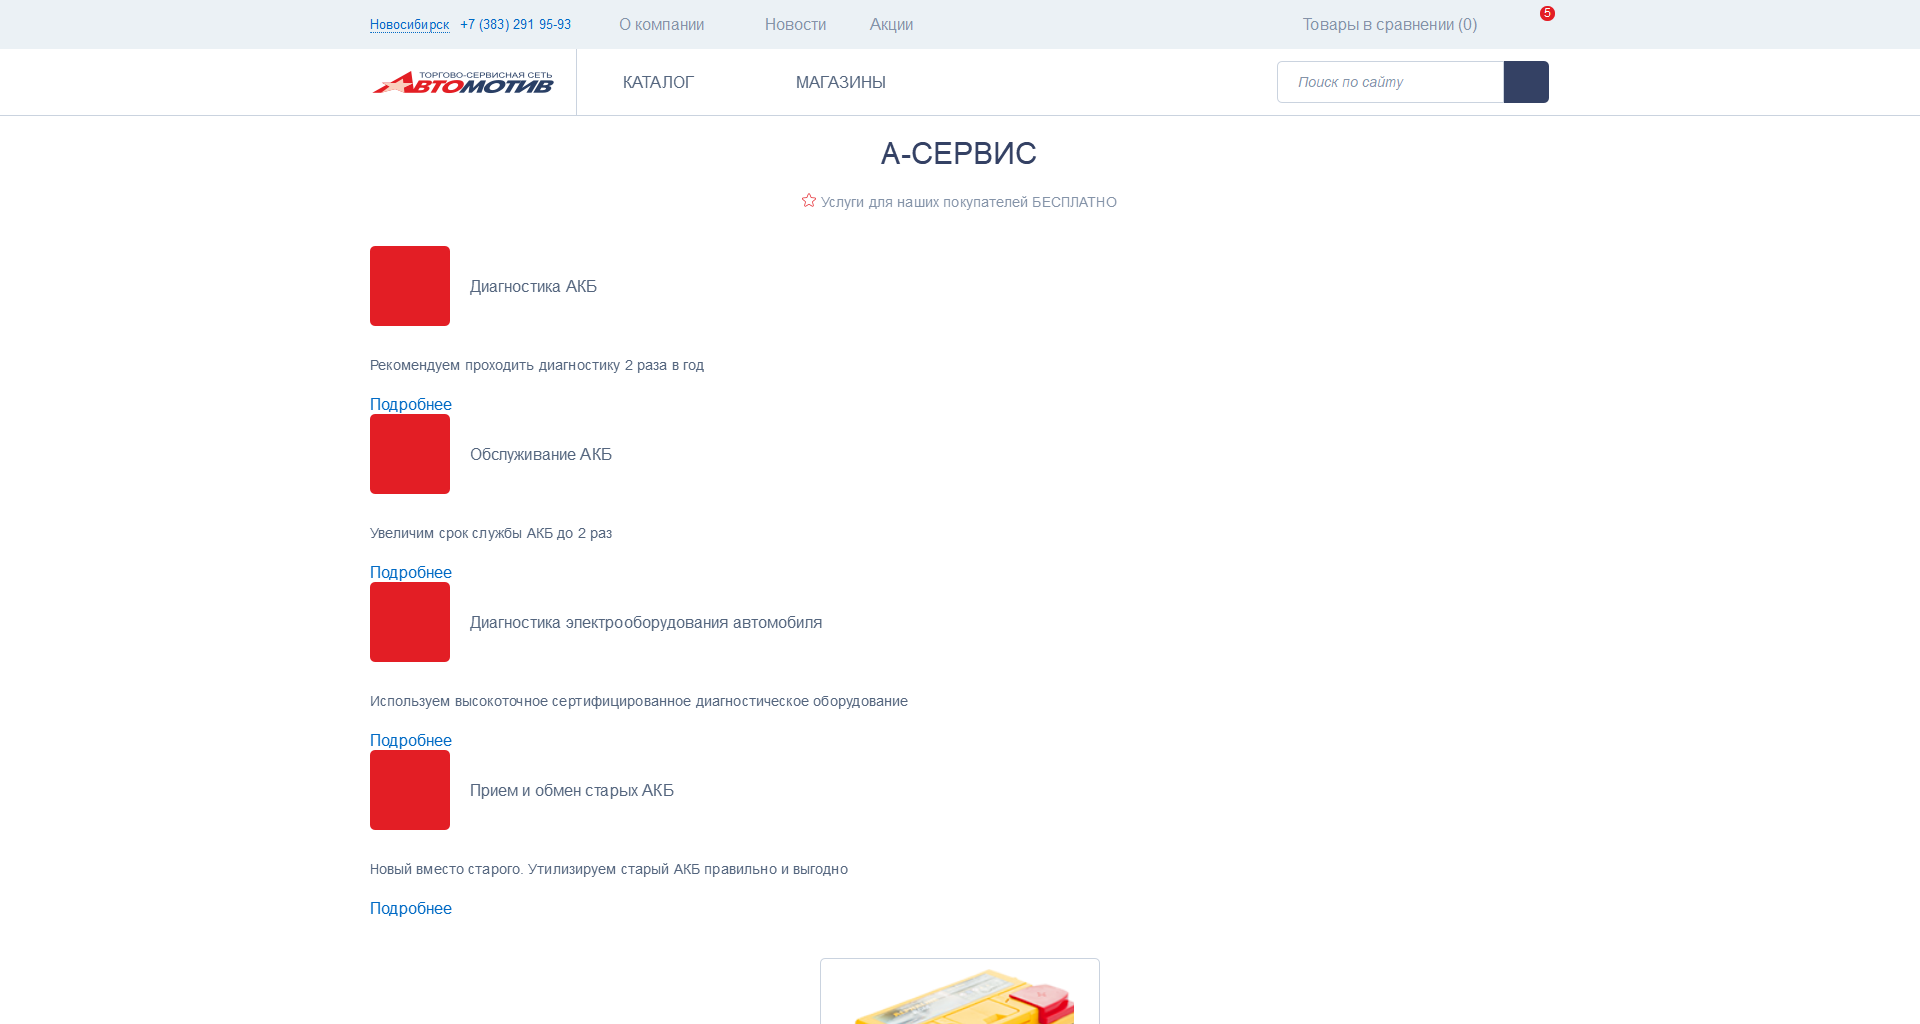 Новосибирск +7 (383) 291 95-93 О компании Новости Акции Товары в сравнении (0) 5
ТОРГОВО-СЕРВИСНАЯ СЕТЬ
АВТОМОТИВ КАТАЛОГ МАГАЗИНЫ Поиск по сайту
А-СЕРВИС
Услуги для наших покупателей БЕСПЛАТНО
Диагностика АКБ
Рекомендуем проходить диагностику 2 раза в год
Подробнее
Обслуживание АКБ
Увеличим срок службы АКБ до 2 раз
Подробнее
Диагностика электрооборудования автомобиля
Используем высокоточное сертифицированное диагностическое оборудование
Подробнее
Прием и обмен старых АКБ
Новый вместо старого. Утилизируем старый АКБ правильно и выгодно
Подробнее